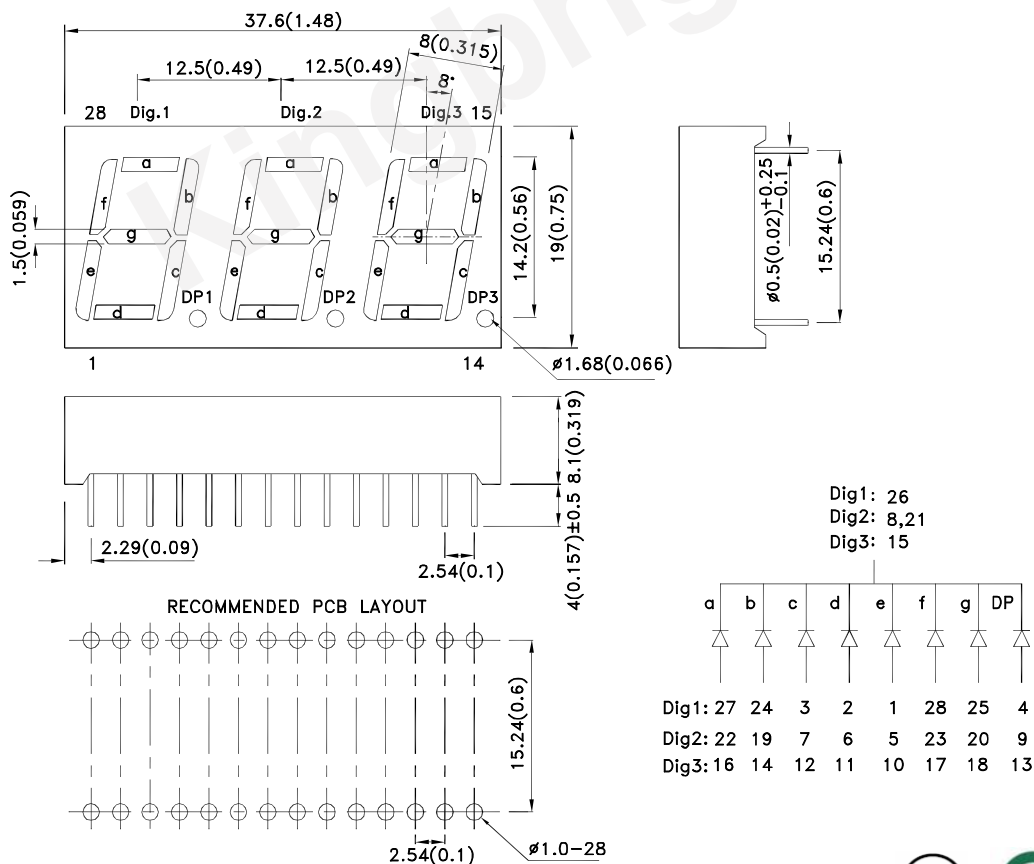 37.6(1.48)
8(0.315)
12.5(0.49) 12.5(0.49)
8°
28 Dig.1 Dig.2 Dig.3 15
a a a
f b f b f b
g g g
e c e c e c
d d d
DP1 DP2 DP3
1.5(0.059)
14.2(0.56)
19(0.75)
1 14
ø1.68(0.066)
ø0.5(0.02)+0.25
-0.1
15.24(0.6)
8.1(0.319)
4(0.157)±0.5
2.29(0.09)
2.54(0.1)
RECOMMENDED PCB LAYOUT
15.24(0.6)
2.54(0.1)
ø1.0-28
Dig1: 26
Dig2: 8,21
Dig3: 15
a b c d e f g DP
Dig1: 27 24 3 2 1 28 25 4
Dig2: 22 19 7 6 5 23 20 9
Dig3: 16 14 12 11 10 17 18 13
Kingbrig